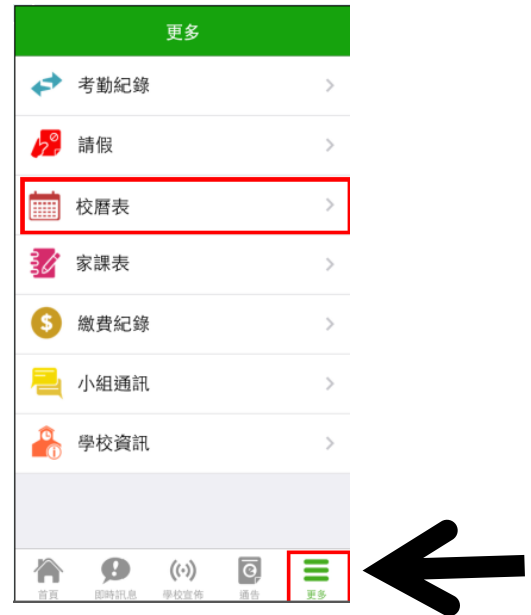 更多
考勤紀錄
請假
校曆表
家課表
繳費紀錄
小組通訊
學校資訊
首頁 即時訊息 學校宣佈 通告 更多